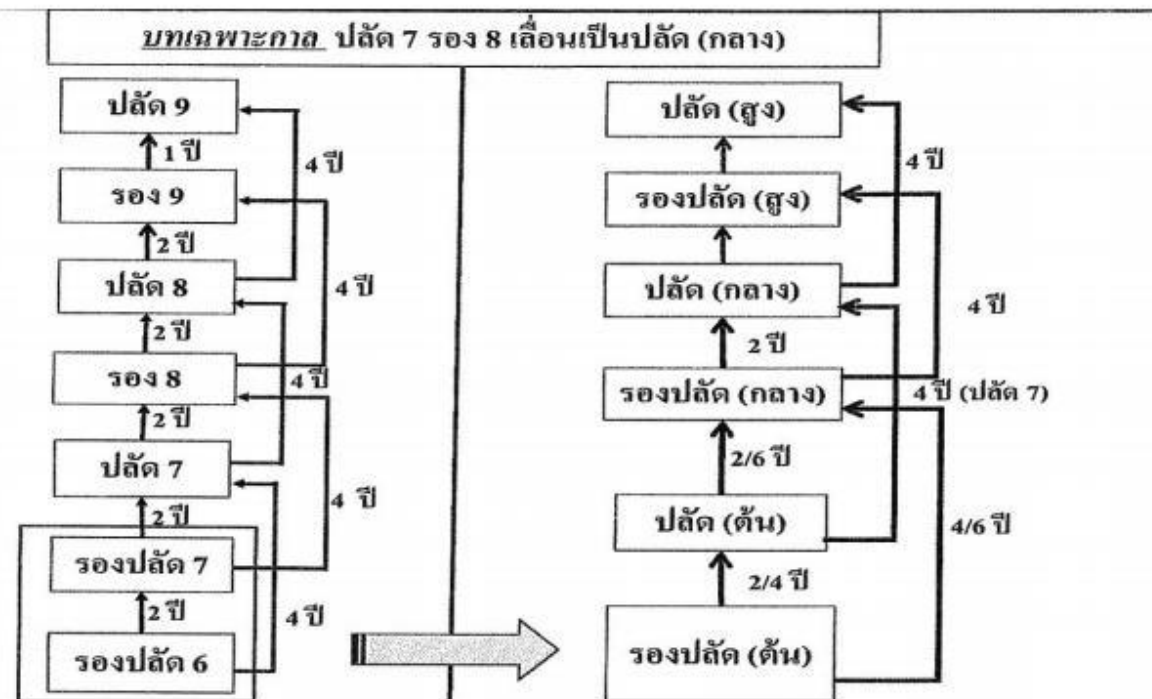 บทเฉพาะกาล ปลัด 7 รอง 8 เลื่อนเป็นปลัด (กลาง)
ปลัด 9
1 ปี
4 ปี
รอง 9
2 ปี
4 ปี
ปลัด 8
2 ปี
รอง 8
4 ปี
2 ปี
ปลัด 7
4 ปี
2 ปี
รองปลัด 7
2 ปี
4 ปี
รองปลัด 6
ปลัด (สูง)
4 ปี
รองปลัด (สูง)
ปลัด (กลาง)
4 ปี
2 ปี
รองปลัด (กลาง)
4 ปี (ปลัด 7)
2/6 ปี
ปลัด (ต้น)
4/6 ปี
2/4 ปี
รองปลัด (ต้น)